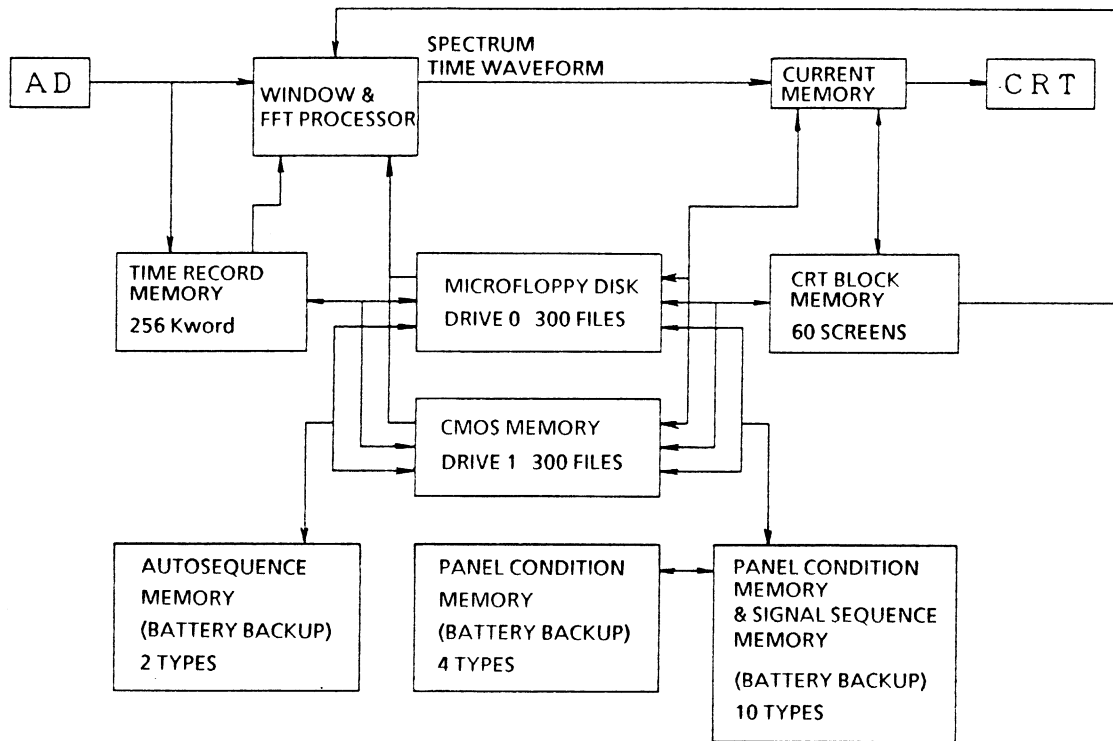 AD
WINDOW &
FFT PROCESSOR
SPECTRUM
TIME WAVEFORM
CURRENT
MEMORY
CRT
TIME RECORD
MEMORY
256 Kword
MICROFLOPPY DISK
DRIVE 0 300 FILES
CRT BLOCK
MEMORY
60 SCREENS
CMOS MEMORY
DRIVE 1 300 FILES
AUTOSEQUENCE
MEMORY
(BATTERY BACKUP)
2 TYPES
PANEL CONDITION
MEMORY
(BATTERY BACKUP)
4 TYPES
PANEL CONDITION
MEMORY
& SIGNAL SEQUENCE
MEMORY
(BATTERY BACKUP)
10 TYPES